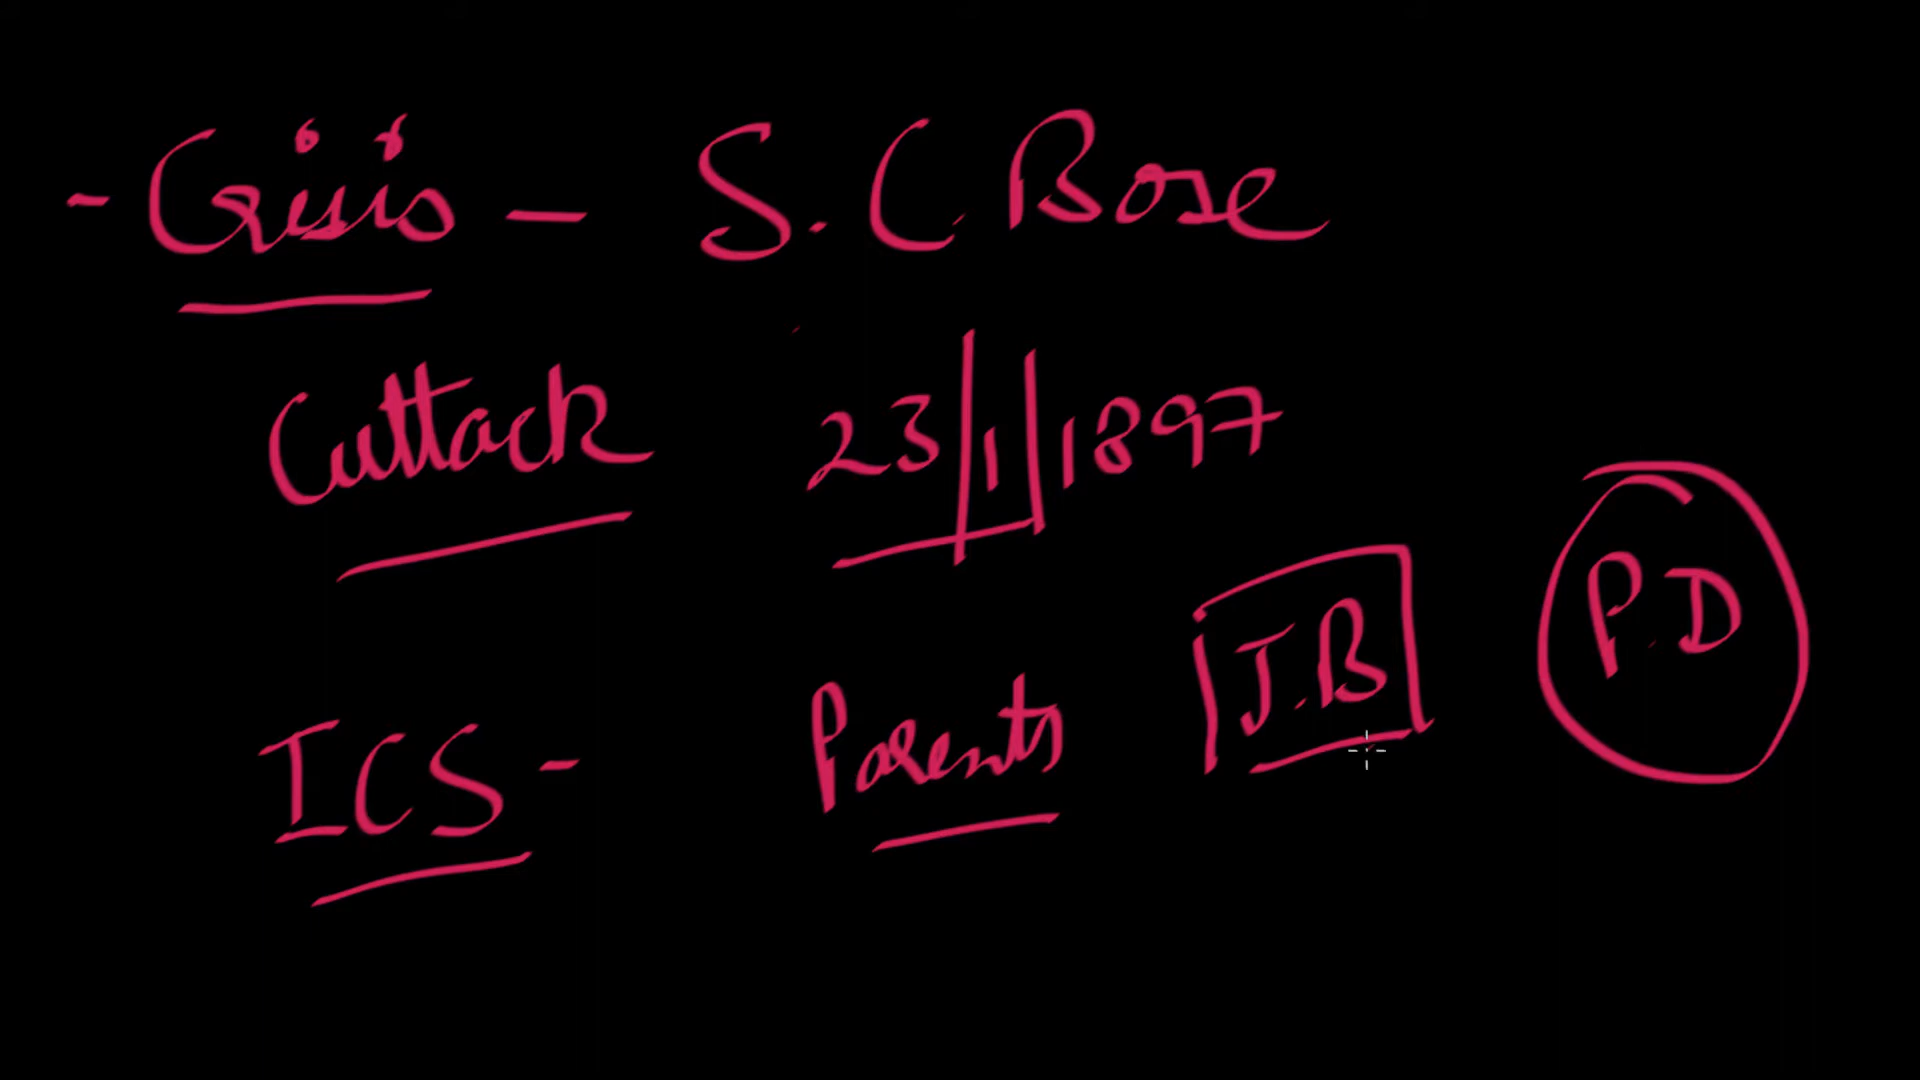 - Crisis - S. C. Bose
Cuttack 23/1/1897
ICS - Parents J.B P.D